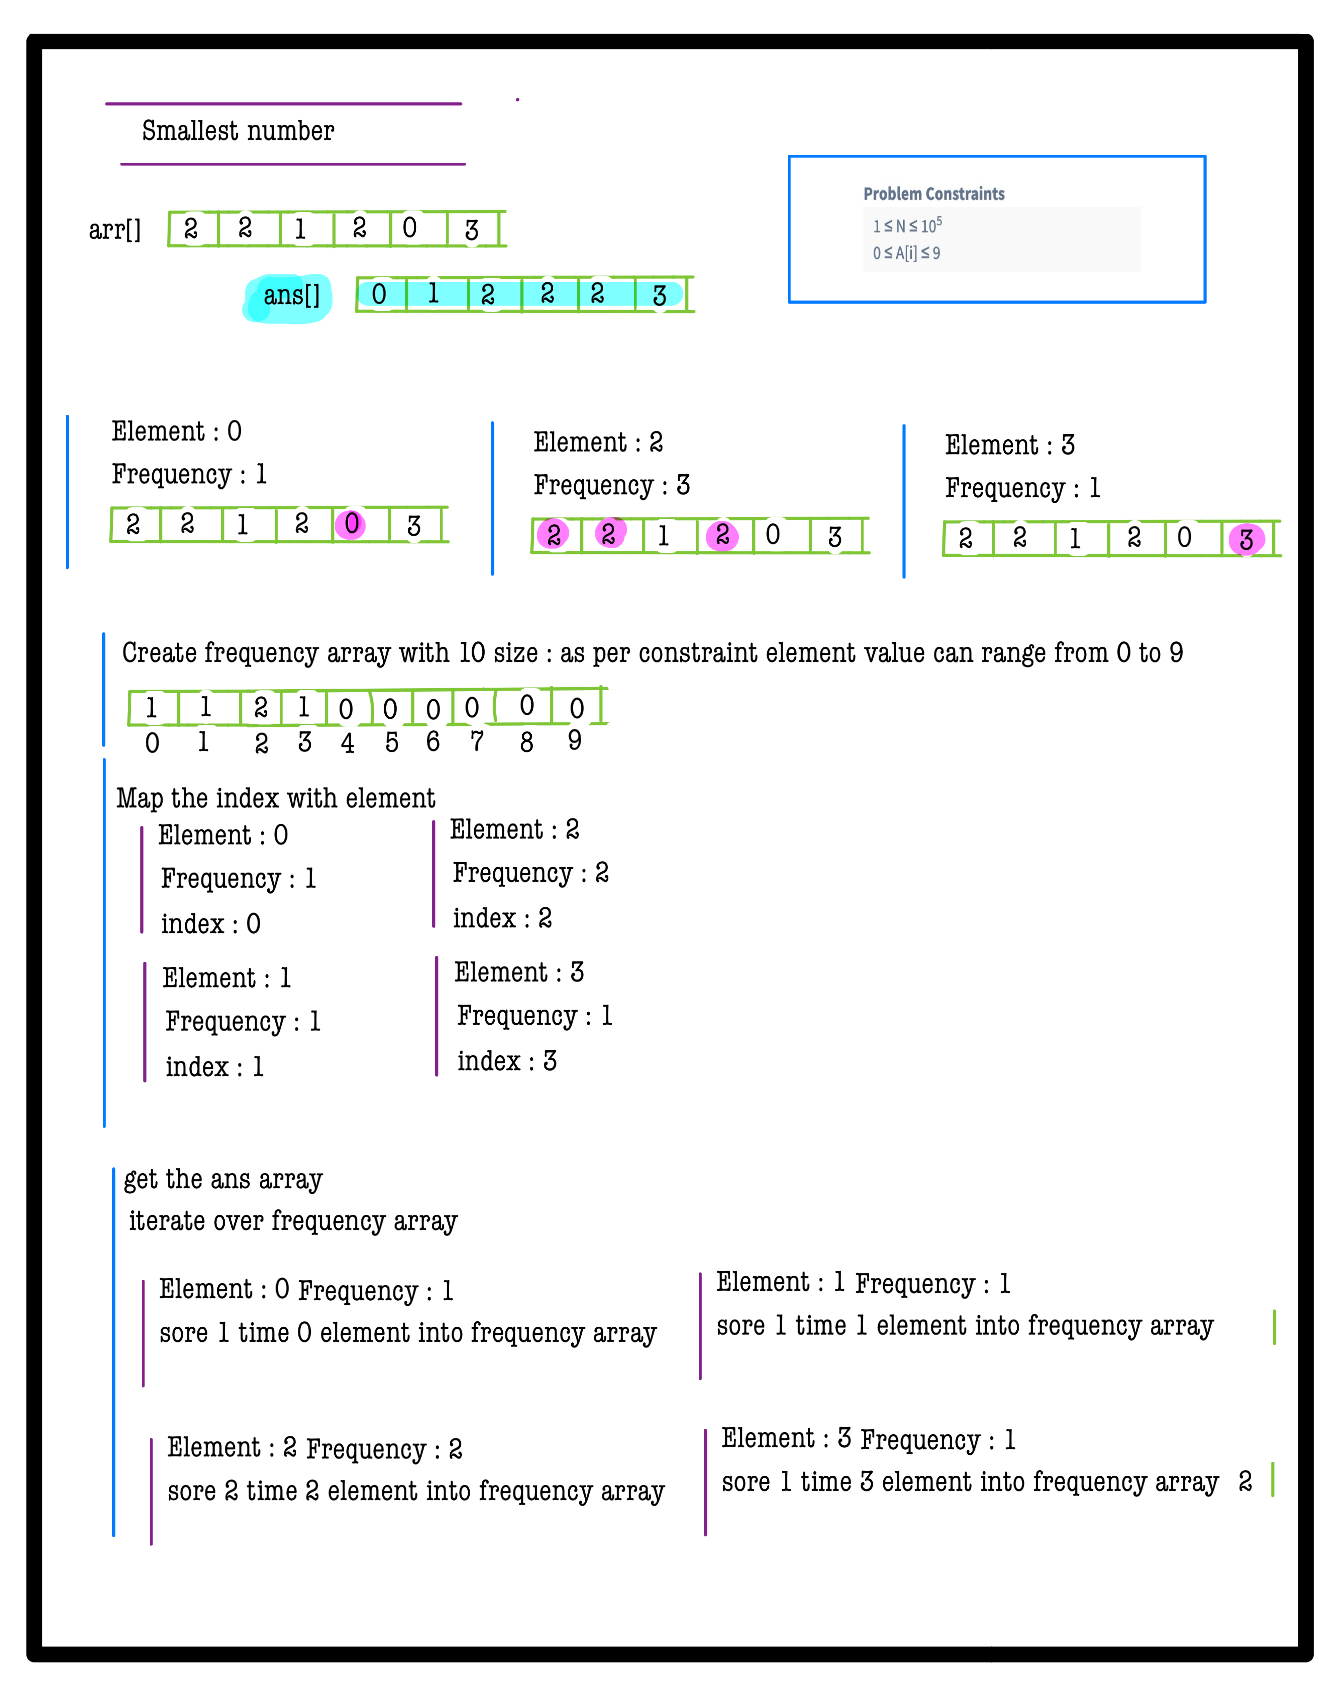 Smallest number
Problem Constraints
1 ≤ N ≤ 10⁵
0 ≤ A[i] ≤ 9
arr[] 2 2 1 2 0 3
ans[] 0 1 2 2 2 3
Element : 0
Frequency : 1
2 2 1 2 0 3
Element : 2
Frequency : 3
2 2 1 2 0 3
Element : 3
Frequency : 1
2 2 1 2 0 3
Create frequency array with 10 size : as per constraint element value can range from 0 to 9
1 1 2 1 0 0 0 0 0 0
0 1 2 3 4 5 6 7 8 9
Map the index with element
Element : 0
Frequency : 1
index : 0
Element : 2
Frequency : 2
index : 2
Element : 1
Frequency : 1
index : 1
Element : 3
Frequency : 1
index : 3
get the ans array
iterate over frequency array
Element : 0 Frequency : 1
sore 1 time 0 element into frequency array
Element : 1 Frequency : 1
sore 1 time 1 element into frequency array
Element : 2 Frequency : 2
sore 2 time 2 element into frequency array
Element : 3 Frequency : 1
sore 1 time 3 element into frequency array 2